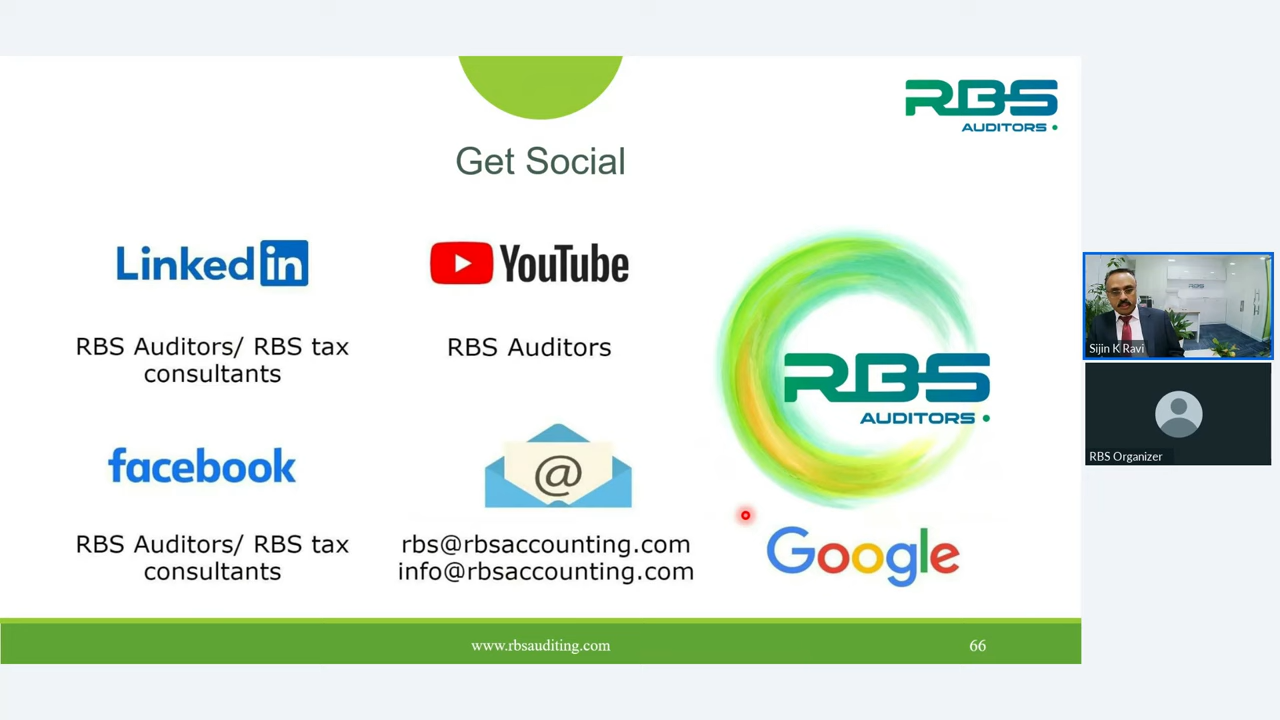 RBS
AUDITORS
Get Social
LinkedIn
YouTube
RBS Auditors/ RBS tax
consultants
RBS Auditors
RBS
AUDITORS
facebook
@
RBS Auditors/ RBS tax
consultants
rbs@rbsaccounting.com
info@rbsaccounting.com
Google
www.rbsauditing.com
66
RBS
Sijin K Ravi
RBS Organizer